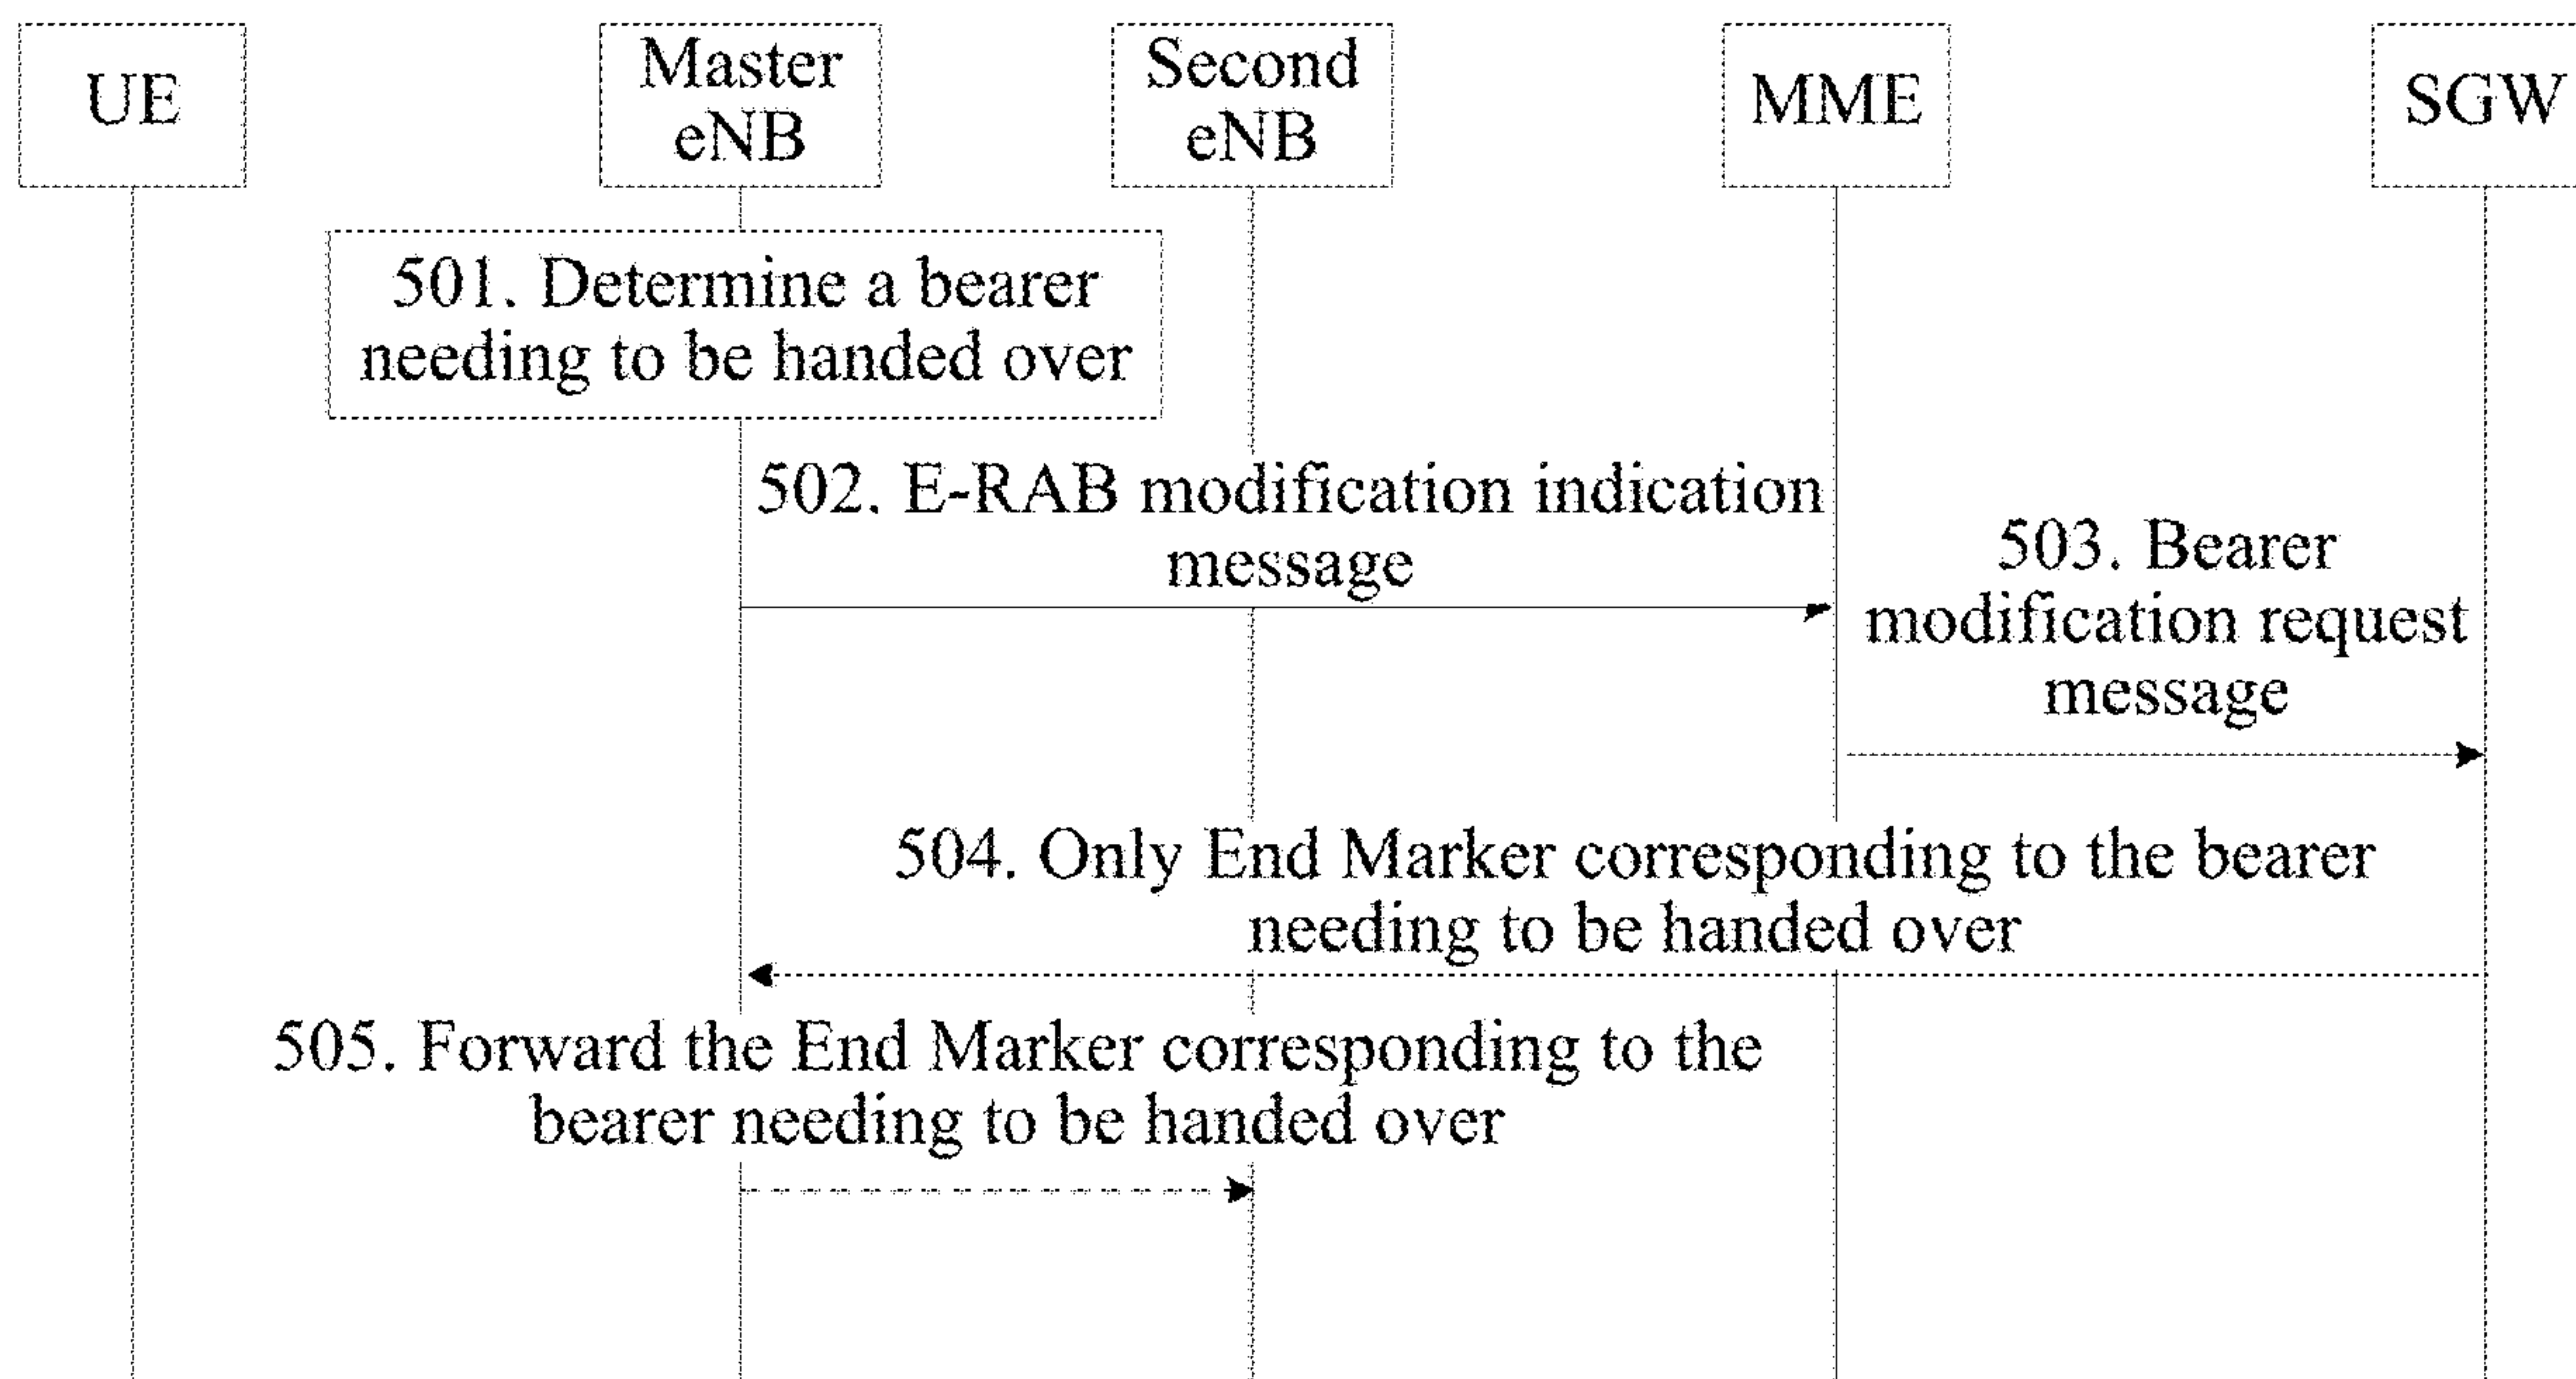 UE
Master
eNB
Second
eNB
MME
SGW
501. Determine a bearer
needing to be handed over
502. E-RAB modification indication
message
503. Bearer
modification request
message
504. Only End Marker corresponding to the bearer
needing to be handed over
505. Forward the End Marker corresponding to the
bearer needing to be handed over